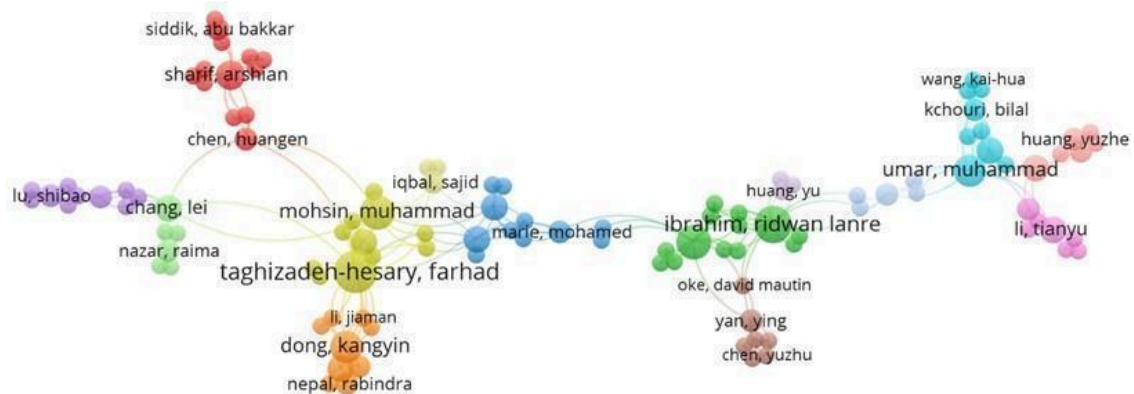 siddik, abu bakkar
sharif, arshian
chen, huangen
lu, shibao
chang, lei
nazar, raima
iqbal, sajid
mohsin, muhammad
marie, mohamed
taghizadeh-hesary, farhad
li, jiaman
dong, kangyin
nepal, rabindra
huang, yu
ibrahim, ridwan lanre
oke, david mautin
yan, ying
chen, yuzhu
wang, kai-hua
kchouri, bilal
huang, yuzhe
umar, muhammad
li, tianyu